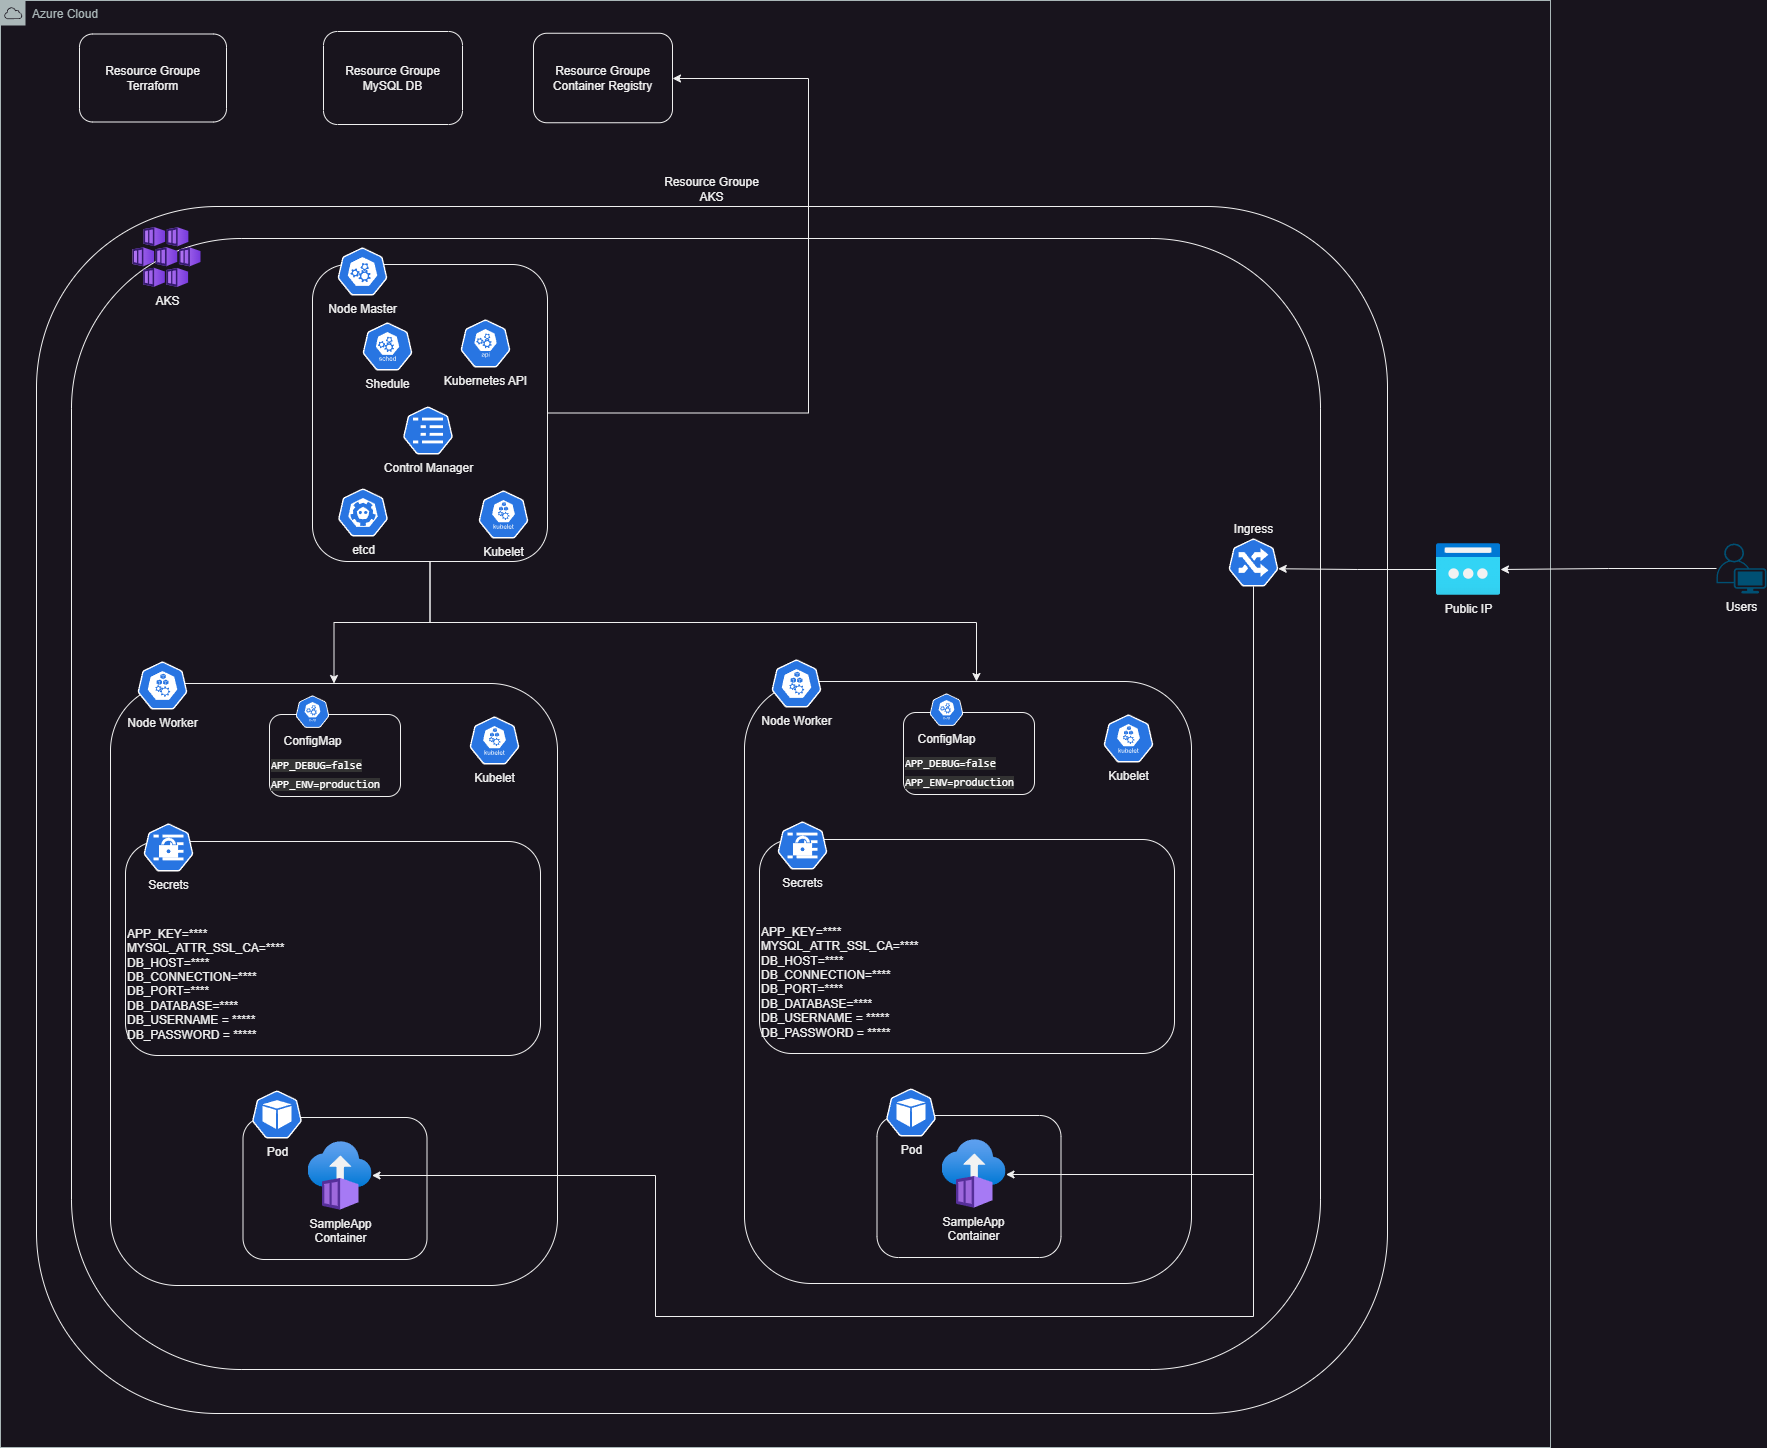 Azure Cloud
Resource Groupe
Terraform
Resource Groupe
MySQL DB
Resource Groupe
Container Registry
Resource Groupe
AKS
AKS
Node Master
sched
Shedule
api
Kubernetes API
Control Manager
etcd
kubelet
Kubelet
Ingress
Public IP
Users
Node Worker
ConfigMap
APP_DEBUG=false
APP_ENV=production
kubelet
Kubelet
Secrets
APP_KEY=****
MYSQL_ATTR_SSL_CA=****
DB_HOST=****
DB_CONNECTION=****
DB_PORT=****
DB_DATABASE=****
DB_USERNAME = *****
DB_PASSWORD = *****
Pod
SampleApp
Container
Node Worker
ConfigMap
APP_DEBUG=false
APP_ENV=production
kubelet
Kubelet
Secrets
APP_KEY=****
MYSQL_ATTR_SSL_CA=****
DB_HOST=****
DB_CONNECTION=****
DB_PORT=****
DB_DATABASE=****
DB_USERNAME = *****
DB_PASSWORD = *****
Pod
SampleApp
Container